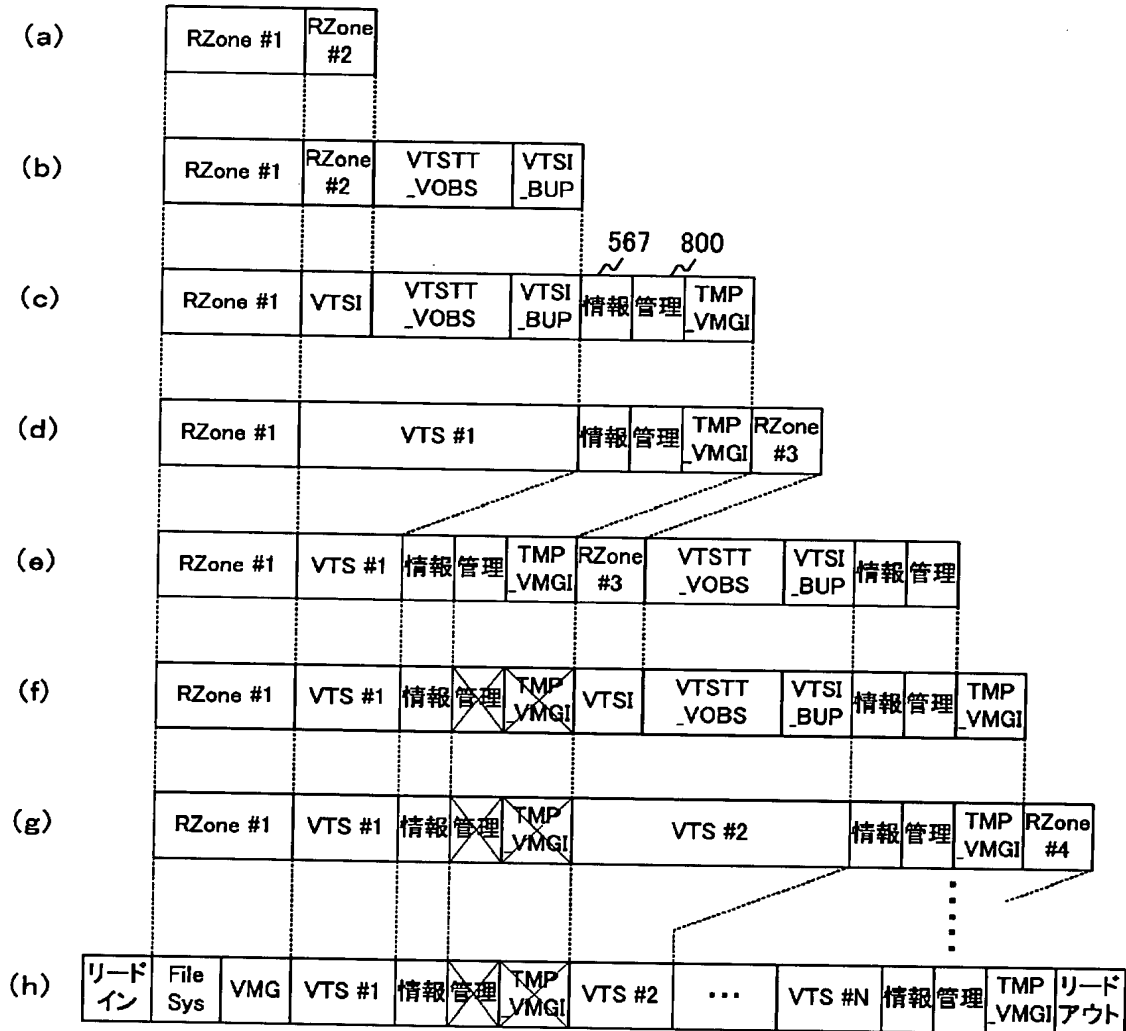 (a)
RZone #1
RZone
#2
(b)
RZone #1
RZone
#2
VTSTT
_VOBS
VTSI
_BUP
567
800
(c)
RZone #1
VTSI
VTSTT
_VOBS
VTSI
_BUP
情報
管理
TMP
_VMGI
(d)
RZone #1
VTS #1
情報
管理
TMP
_VMGI
RZone
#3
(e)
RZone #1
VTS #1
情報
管理
TMP
_VMGI
RZone
#3
VTSTT
_VOBS
VTSI
_BUP
情報
管理
(f)
RZone #1
VTS #1
情報
管理
TMP
_VMGI
VTSI
VTSTT
_VOBS
VTSI
_BUP
情報
管理
TMP
_VMGI
(g)
RZone #1
VTS #1
情報
管理
TMP
_VMGI
VTS #2
情報
管理
TMP
_VMGI
RZone
#4
(h)
リード
イン
File
Sys
VMG
VTS #1
情報
管理
TMP
_VMGI
VTS #2
・・・
VTS #N
情報
管理
TMP
_VMGI
リード
アウト